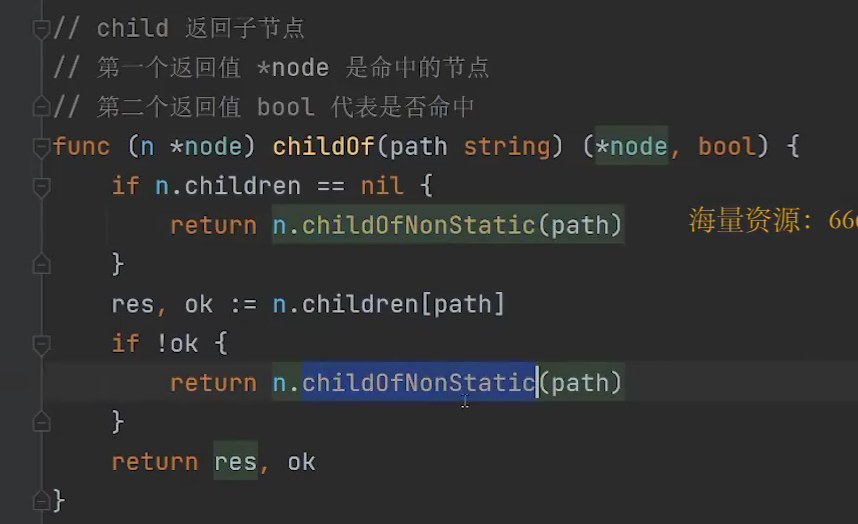 // child 返回子节点
// 第一个返回值 *node 是命中的节点
// 第二个返回值 bool 代表是否命中
func (n *node) childOf(path string) (*node, bool) {
    if n.children == nil {
        return n.childOfNonStatic(path)
海量资源：666
    }
    res, ok := n.children[path]
    if !ok {
        return n.childOfNonStatic(path)
    }
    return res, ok
}